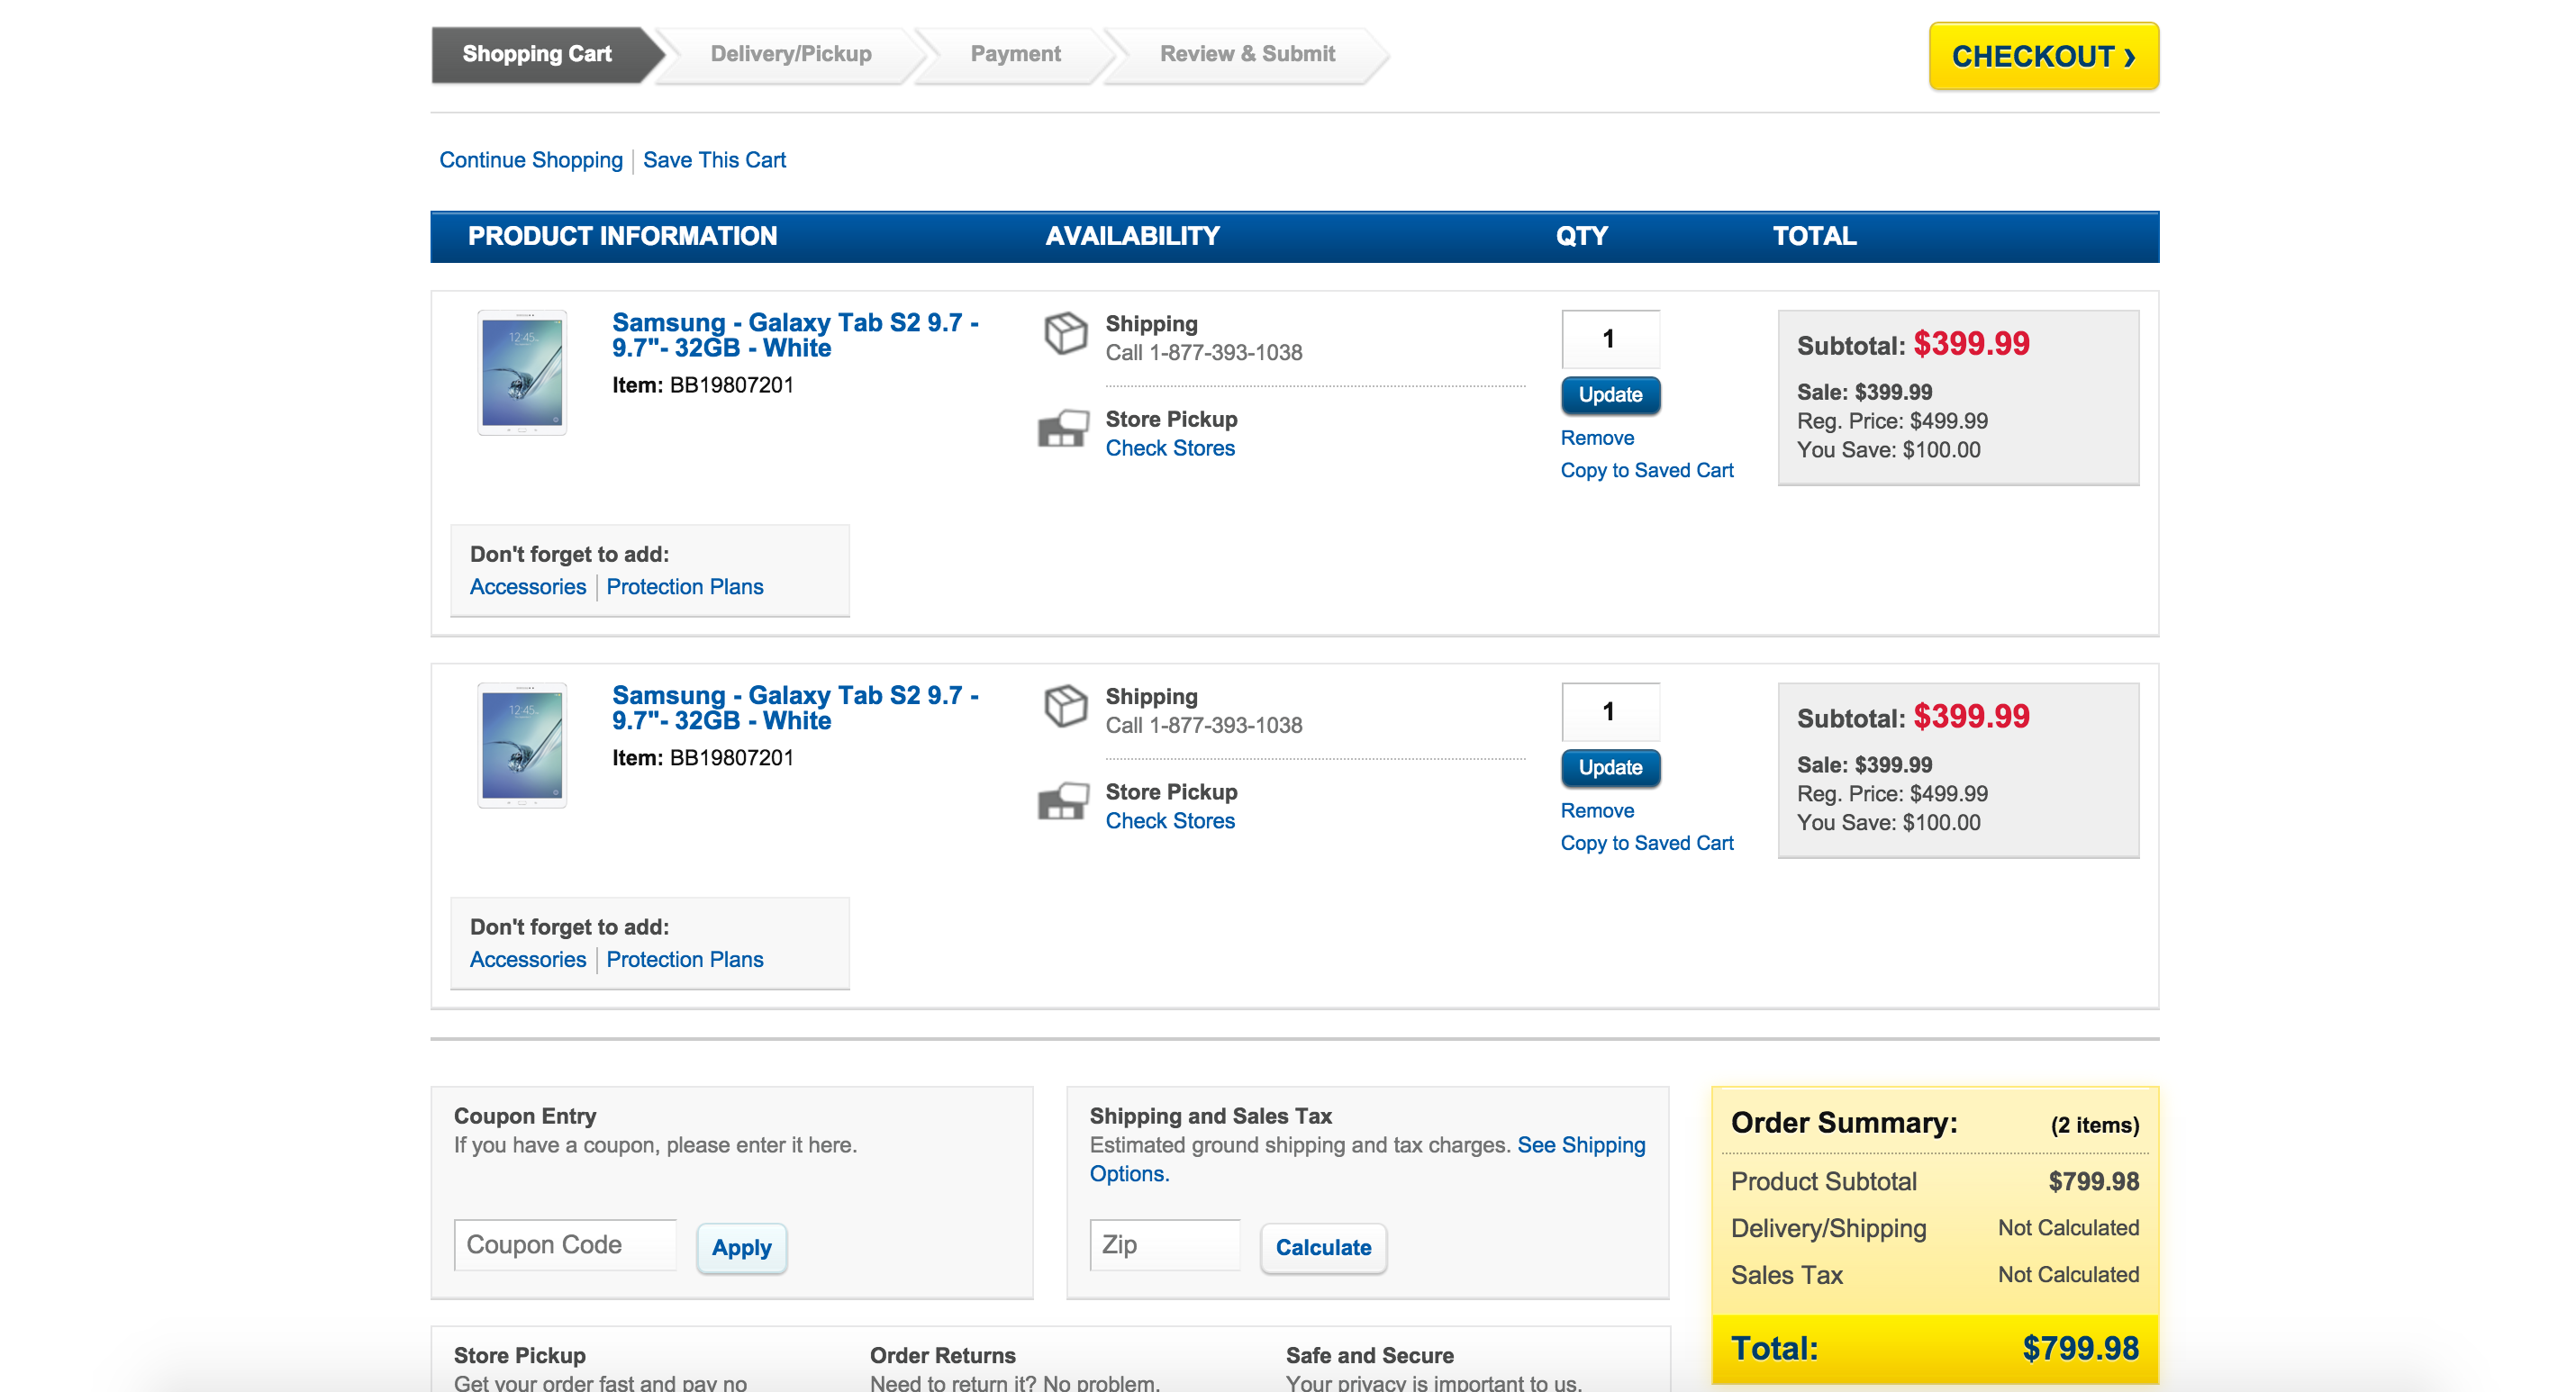 Shopping Cart
Delivery/Pickup
Payment
Review & Submit
CHECKOUT ›
Continue Shopping
Save This Cart
PRODUCT INFORMATION
AVAILABILITY
QTY
TOTAL
Samsung - Galaxy Tab S2 9.7 -
9.7"- 32GB - White
Item: BB19807201
Shipping
Call 1-877-393-1038
Store Pickup
Check Stores
1
Update
Remove
Copy to Saved Cart
Subtotal: $399.99
Sale: $399.99
Reg. Price: $499.99
You Save: $100.00
Don't forget to add:
Accessories
Protection Plans
Samsung - Galaxy Tab S2 9.7 -
9.7"- 32GB - White
Item: BB19807201
Shipping
Call 1-877-393-1038
Store Pickup
Check Stores
1
Update
Remove
Copy to Saved Cart
Subtotal: $399.99
Sale: $399.99
Reg. Price: $499.99
You Save: $100.00
Don't forget to add:
Accessories
Protection Plans
Coupon Entry
If you have a coupon, please enter it here.
Coupon Code
Apply
Shipping and Sales Tax
Estimated ground shipping and tax charges. See Shipping
Options.
Zip
Calculate
Order Summary: (2 items)
Product Subtotal $799.98
Delivery/Shipping Not Calculated
Sales Tax Not Calculated
Total: $799.98
Store Pickup
Get your order fast and pay no
Order Returns
Need to return it? No problem.
Safe and Secure
Your privacy is important to us.